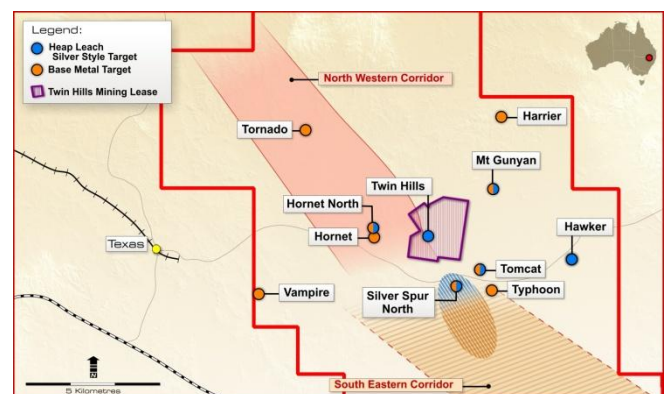 Legend:
Heap Leach
Silver Style Target
Base Metal Target
Twin Hills Mining Lease
North Western Corridor
Harrier
Tornado
Mt Gunyan
Twin Hills
Hornet North
Hornet
Hawker
Texas
Tomcat
Vampire
Silver Spur
North
Typhoon
N
5 Kilometres
South Eastern Corridor